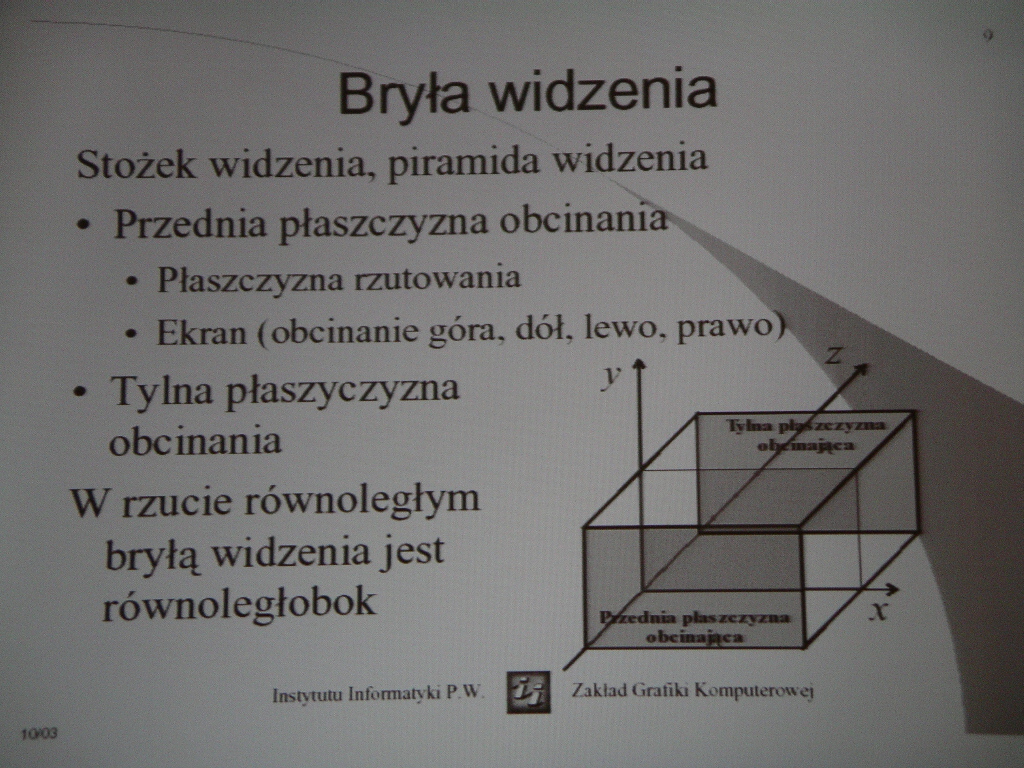 9
Bryła widzenia
Stożek widzenia, piramida widzenia
• Przednia płaszczyzna obcinania
• Płaszczyzna rzutowania
• Ekran (obcinanie góra, dół, lewo, prawo)
• Tylna płaszyczyzna
obcinania
W rzucie równoległym
bryłą widzenia jest
równoległobok
y
z
Tylna płaszczyzna
obcinająca
x
Przednia płaszczyzna
obcinająca
Instytutu Informatyki P.W.
ii
Zakład Grafiki Komputerowej
10/03